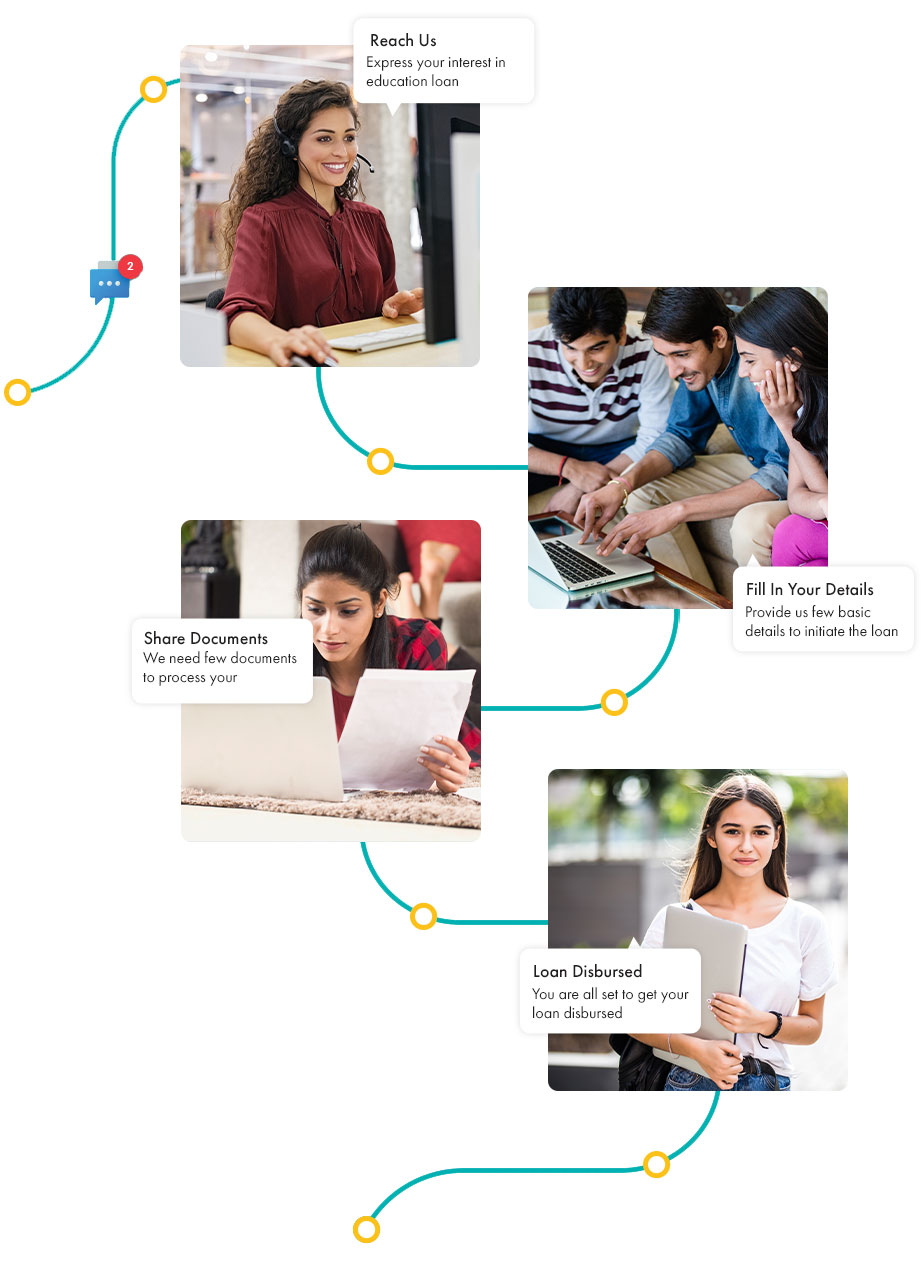 Reach Us
Express your interest in
education loan
2
Fill In Your Details
Provide us few basic
details to initiate the loan
Share Documents
We need few documents
to process your
Loan Disbursed
You are all set to get your
loan disbursed